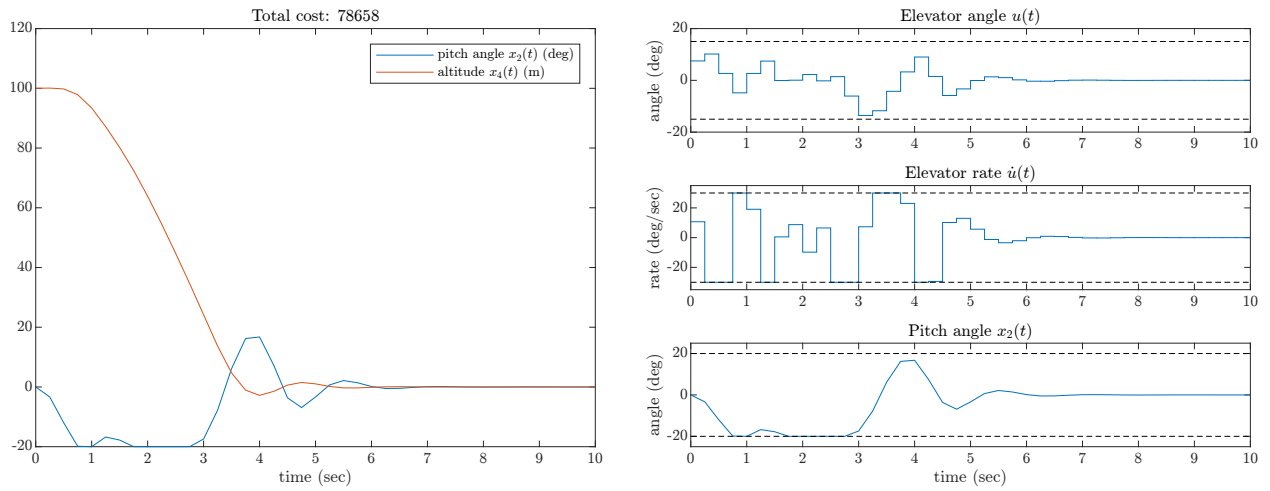 Total cost: 78658
120
100
80
60
40
20
0
-20
0 1 2 3 4 5 6 7 8 9 10
time (sec)
pitch angle x₂(t) (deg)
altitude x₄(t) (m)
Elevator angle u(t)
angle (deg)
20
0
-20
0 1 2 3 4 5 6 7 8 9 10
Elevator rate u̇(t)
rate (deg/sec)
20
0
-20
0 1 2 3 4 5 6 7 8 9 10
Pitch angle x₂(t)
angle (deg)
20
0
-20
0 1 2 3 4 5 6 7 8 9 10
time (sec)